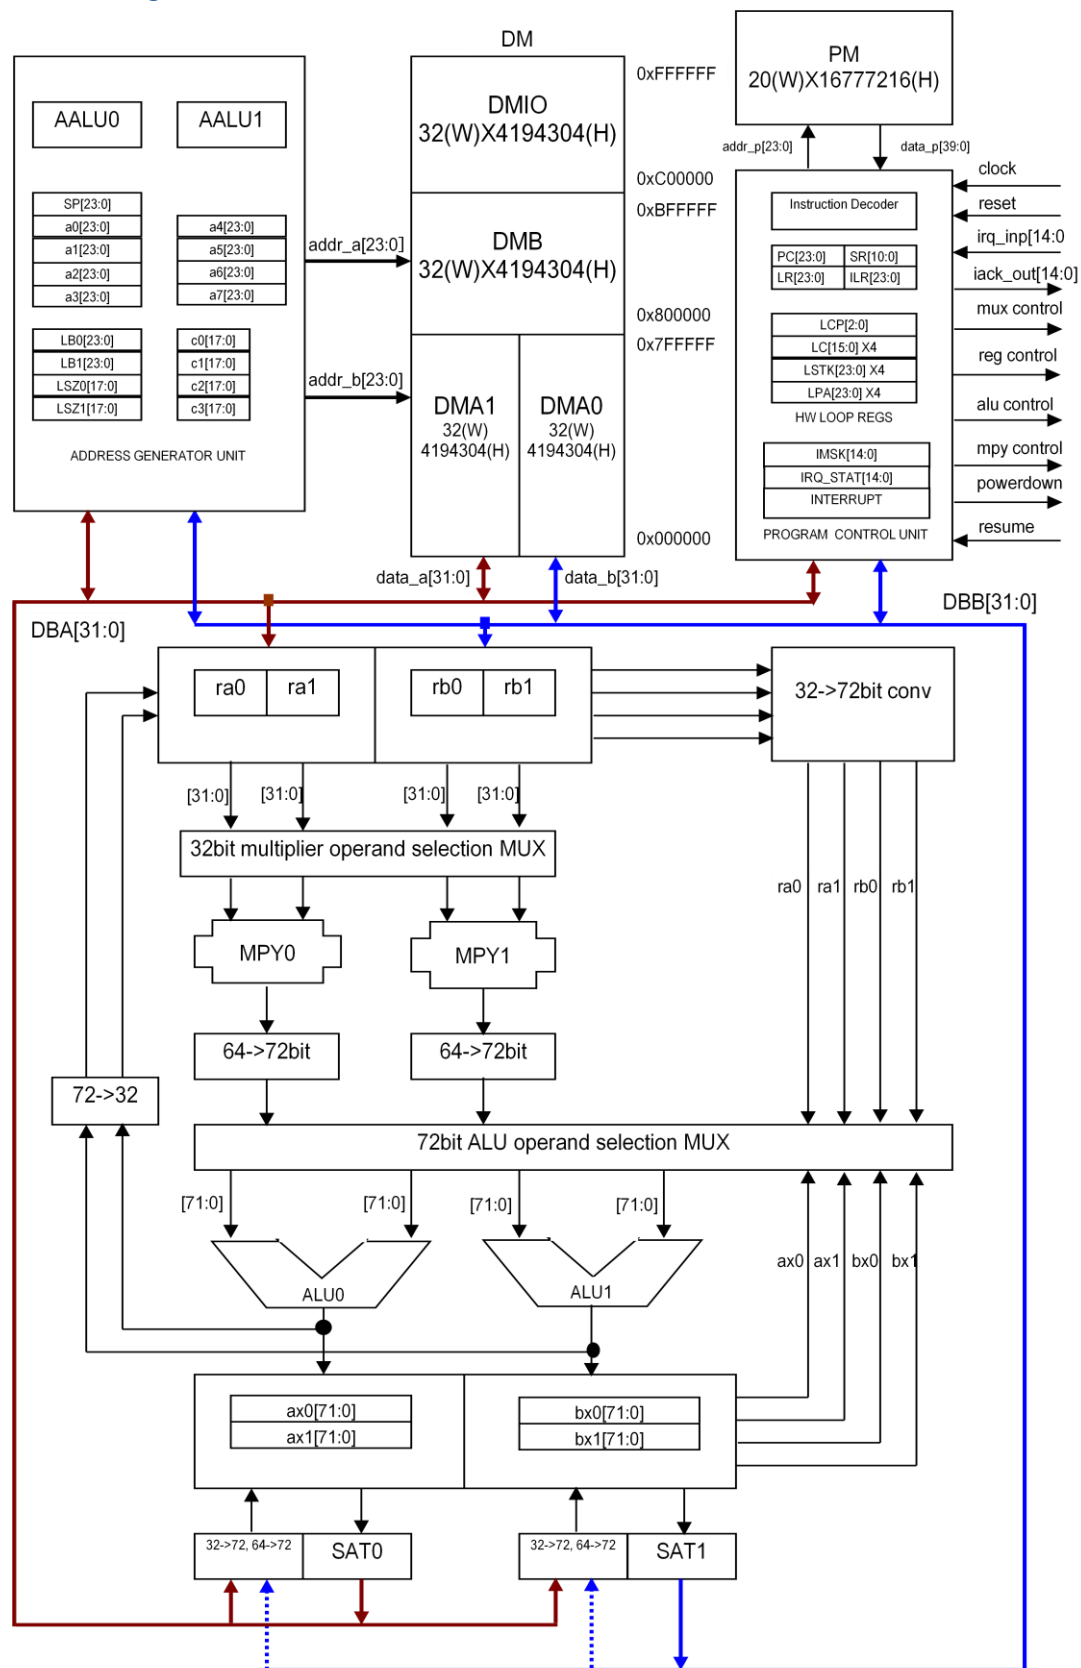 DM
AALU0
AALU1
SP[23:0]
a0[23:0]
a1[23:0]
a2[23:0]
a3[23:0]
a4[23:0]
a5[23:0]
a6[23:0]
a7[23:0]
LB0[23:0]
LB1[23:0]
LSZ0[17:0]
LSZ1[17:0]
c0[17:0]
c1[17:0]
c2[17:0]
c3[17:0]
ADDRESS GENERATOR UNIT
addr_a[23:0]
addr_b[23:0]
DMIO
32(W)X4194304(H)
DMB
32(W)X4194304(H)
DMA1
32(W)
4194304(H)
DMA0
32(W)
4194304(H)
0xFFFFFF
0xC00000
0xBFFFFF
0x800000
0x7FFFFF
0x000000
PM
20(W)X16777216(H)
addr_p[23:0]
data_p[39:0]
Instruction Decoder
PC[23:0]
SR[10:0]
LR[23:0]
ILR[23:0]
LCP[2:0]
LC[15:0] X4
LSTK[23:0] X4
LPA[23:0] X4
HW LOOP REGS
IMSK[14:0]
IRQ_STAT[14:0]
INTERRUPT
PROGRAM CONTROL UNIT
clock
reset
irq_inp[14:0
iack_out[14:0]
mux control
reg control
alu control
mpy control
powerdown
resume
data_a[31:0]
data_b[31:0]
DBA[31:0]
DBB[31:0]
ra0
ra1
rb0
rb1
32->72bit conv
[31:0]
[31:0]
[31:0]
[31:0]
32bit multiplier operand selection MUX
ra0
ra1
rb0
rb1
MPY0
MPY1
64->72bit
64->72bit
72->32
72bit ALU operand selection MUX
[71:0]
[71:0]
[71:0]
[71:0]
ALU0
ALU1
ax0
ax1
bx0
bx1
ax0[71:0]
ax1[71:0]
bx0[71:0]
bx1[71:0]
32->72, 64->72
SAT0
32->72, 64->72
SAT1